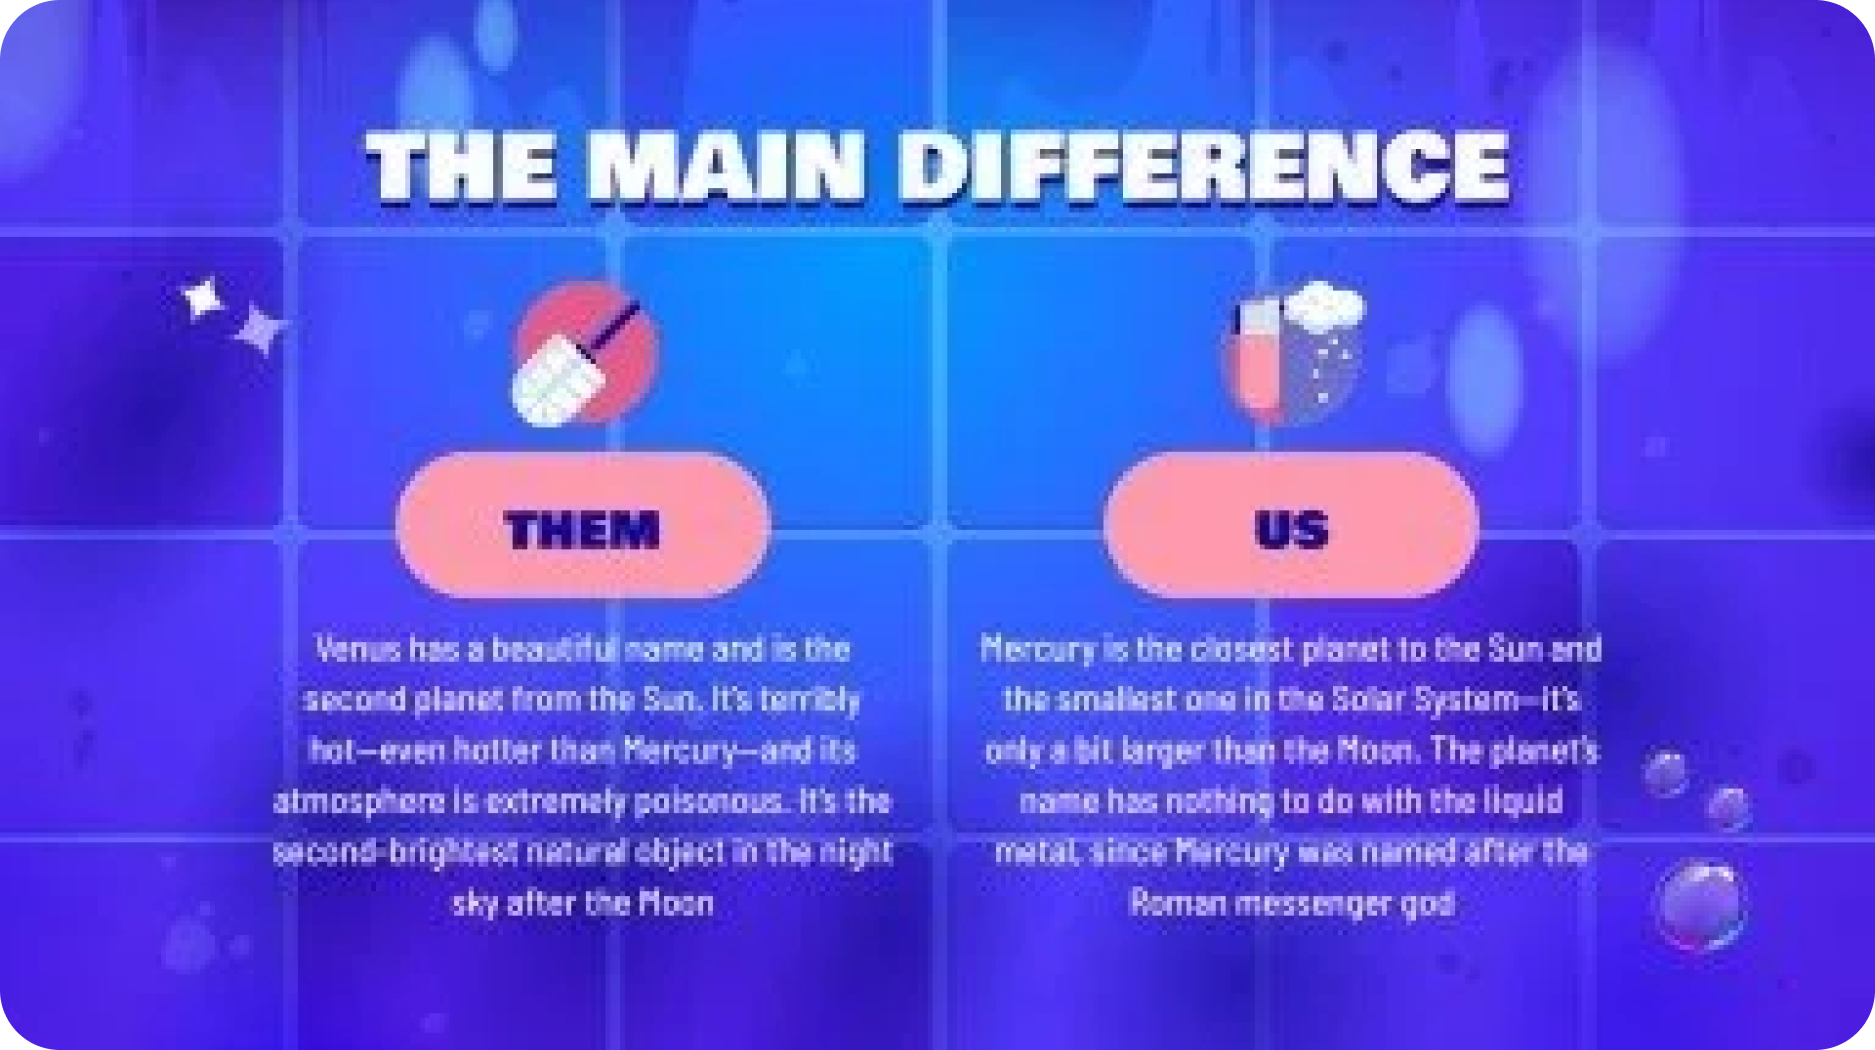 THE MAIN DIFFERENCE
THEM
Venus has a beautiful name and is the
second planet from the Sun. It's terribly
hot—even hotter than Mercury—and its
atmosphere is extremely poisonous. It's the
second-brightest natural object in the night
sky after the Moon
US
Mercury is the closest planet to the Sun and
the smallest one in the Solar System—it's
only a bit larger than the Moon. The planet's
name has nothing to do with the liquid
metal, since Mercury was named after the
Roman messenger god